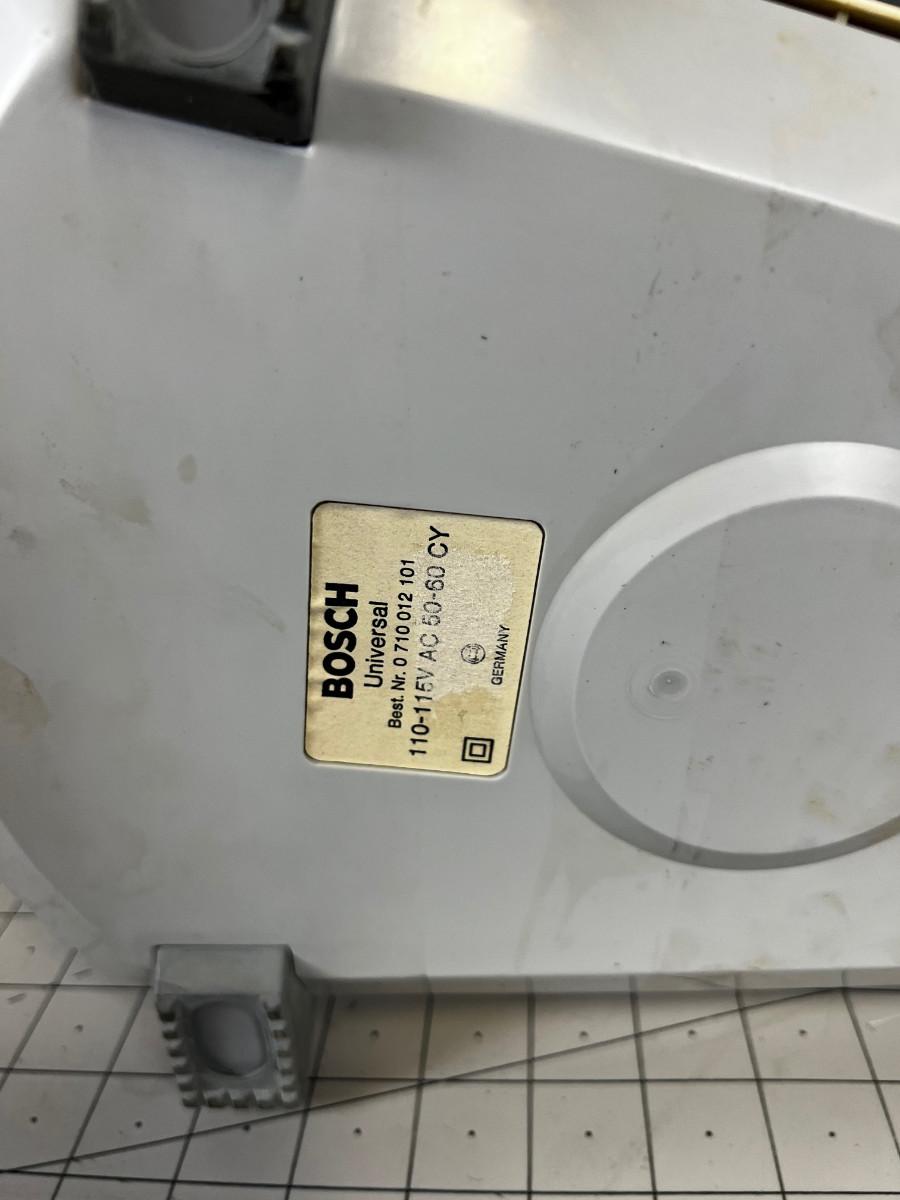 BOSCH
Universal
Best. Nr. 0 710 012 101
110-115V AC 50-60 CY
GERMANY